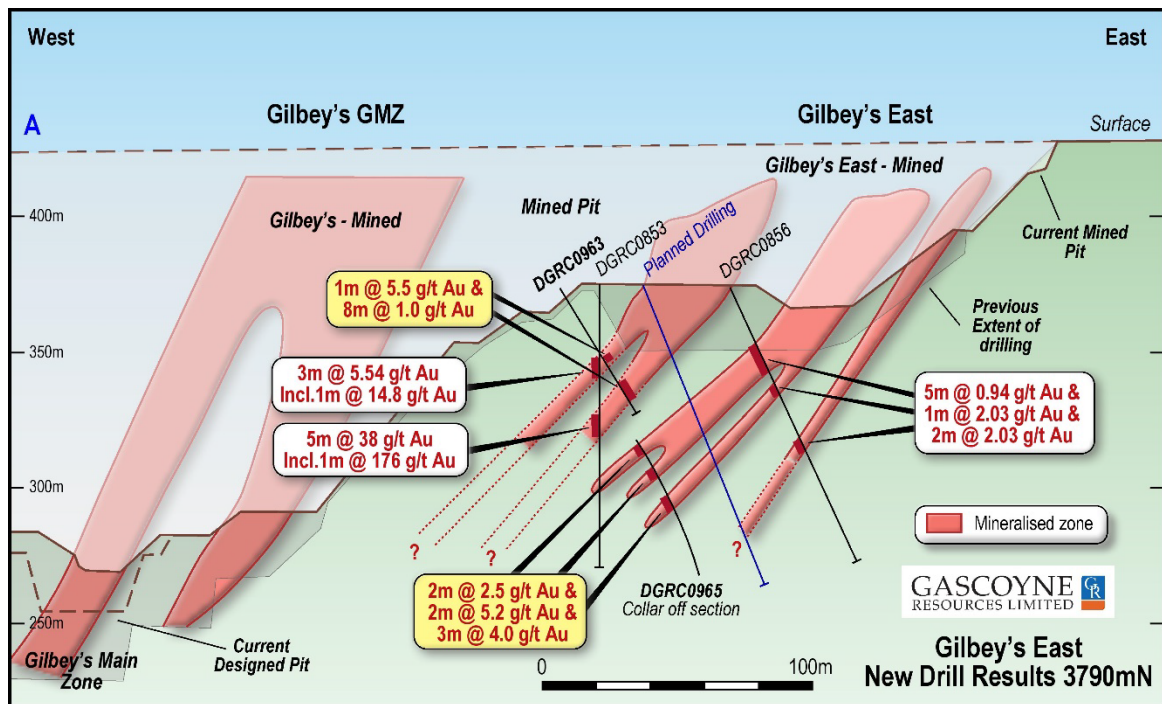 West
East
Gilbey's GMZ
Gilbey's East
A
Surface
Gilbey's East - Mined
400m
Gilbey's - Mined
Mined Pit
Current Mined
Pit
DGRC0963
DGRC0853
Planned Drilling
DGRC0856
1m @ 5.5 g/t Au &
8m @ 1.0 g/t Au
Previous
Extent of
drilling
350m
3m @ 5.54 g/t Au
Incl.1m @ 14.8 g/t Au
5m @ 0.94 g/t Au &
1m @ 2.03 g/t Au &
2m @ 2.03 g/t Au
5m @ 38 g/t Au
Incl.1m @ 176 g/t Au
300m
Mineralised zone
?
?
?
2m @ 2.5 g/t Au &
2m @ 5.2 g/t Au &
3m @ 4.0 g/t Au
DGRC0965
Collar off section
GASCOYNE
RESOURCES LIMITED
GR
250m
Current
Designed Pit
Gilbey's Main
Zone
0
100m
Gilbey's East
New Drill Results 3790mN